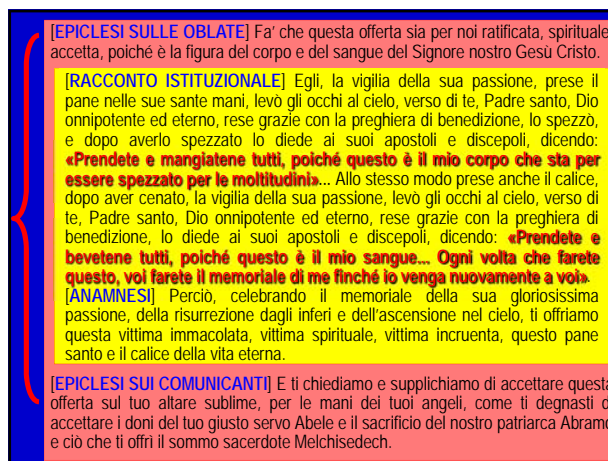 [EPICLESI SULLE OBLATE] Fa' che questa offerta sia per noi ratificata, spirituale
accetta, poiché è la figura del corpo e del sangue del Signore nostro Gesù Cristo.
[RACCONTO ISTITUZIONALE] Egli, la vigilia della sua passione, prese il
pane nelle sue sante mani, levò gli occhi al cielo, verso di te, Padre santo, Dio
onnipotente ed eterno, rese grazie con la preghiera di benedizione, lo spezzò,
e dopo averlo spezzato lo diede ai suoi apostoli e discepoli, dicendo:
«Prendete e mangiatene tutti, poiché questo è il mio corpo che sta per
essere spezzato per le moltitudini»... Allo stesso modo prese anche il calice,
dopo aver cenato, la vigilia della sua passione, levò gli occhi al cielo, verso di
te, Padre santo, Dio onnipotente ed eterno, rese grazie con la preghiera di
benedizione, lo diede ai suoi apostoli e discepoli, dicendo: «Prendete e
bevetene tutti, poiché questo è il mio sangue... Ogni volta che farete
questo, voi farete il memoriale di me finché io venga nuovamente a voi».
[ANAMNESI] Perciò, celebrando il memoriale della sua gloriosissima
passione, della risurrezione dagli inferi e dell'ascensione nel cielo, ti offriamo
questa vittima immacolata, vittima spirituale, vittima incruenta, questo pane
santo e il calice della vita eterna.
[EPICLESI SUI COMUNICANTI] E ti chiediamo e supplichiamo di accettare questa
offerta sul tuo altare sublime, per le mani dei tuoi angeli, come ti degnasti d
accettare i doni del tuo giusto servo Abele e il sacrificio del nostro patriarca Abramo
e ciò che ti offrì il sommo sacerdote Melchisedech.